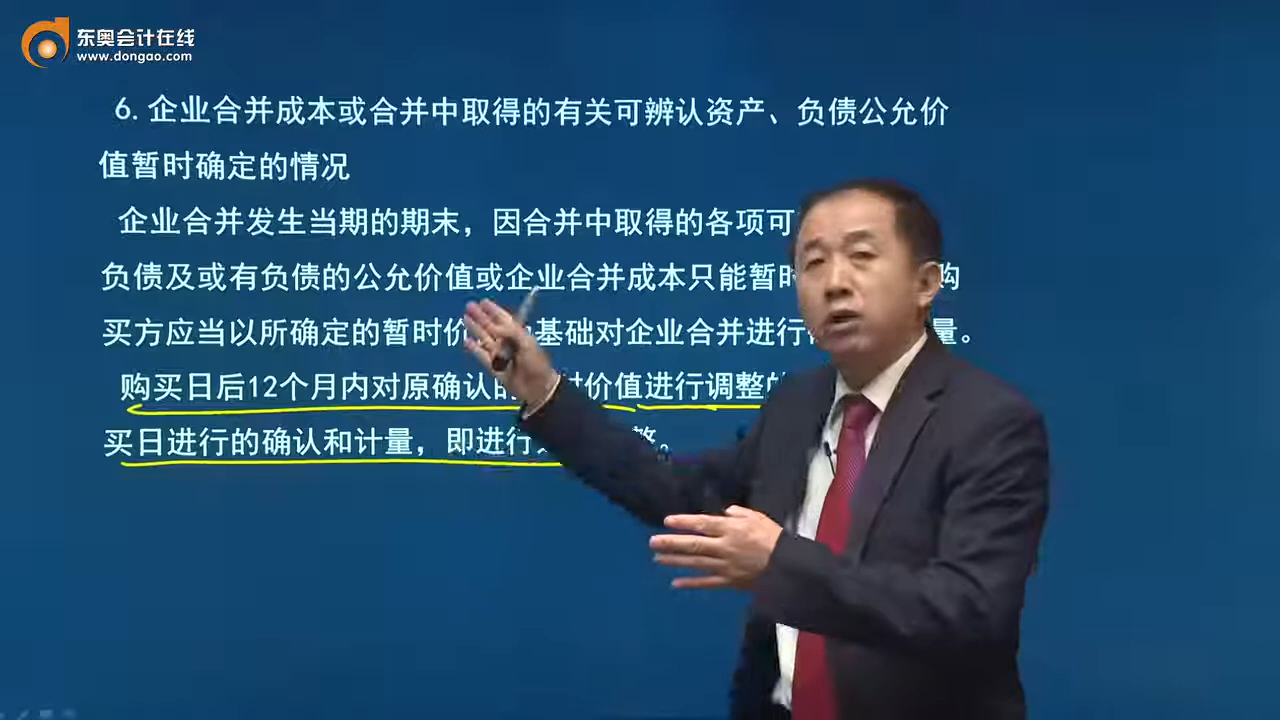 东奥会计在线
www.dongao.com
6.企业合并成本或合并中取得的有关可辨认资产、负债公允价
值暂时确定的情况
企业合并发生当期的期末，因合并中取得的各项可
负债及或有负债的公允价值或企业合并成本只能暂时 购
买方应当以所确定的暂时价 基础对企业合并进行 量。
购买日后12个月内对原确认的 价值进行调整
买日进行的确认和计量，即进行 。